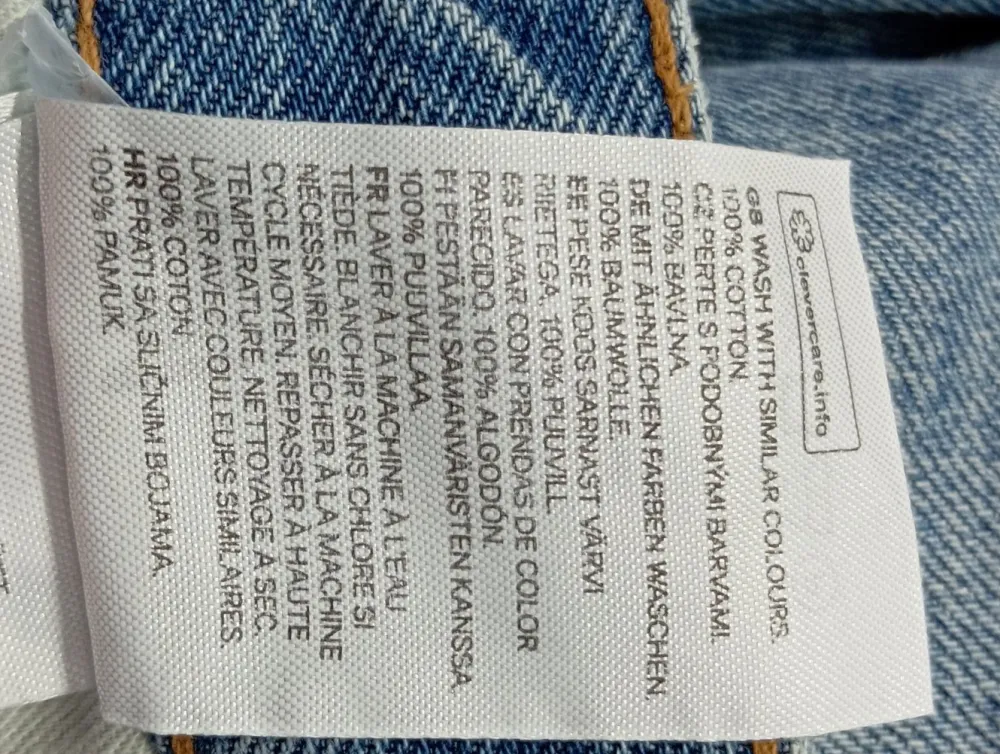 clevercare.info
GB WASH WITH SIMILAR COLOURS.
100% COTTON.
CZ PERTE S PODOBNÝMI BARVAMI.
100% BAVLNA.
DE MIT ÄHNLICHEN FARBEN WASCHEN.
100% BAUMWOLLE.
EE PESE KOOS SARNAST VÄRVI
RIIETEGA. 100% PUUVILL.
ES LAVAR CON PRENDAS DE COLOR
PARECIDO. 100% ALGODÓN.
FI PESTÄÄN SAMANVÄRISTEN KANSSA.
100% PUUVILLAA.
FR LAVER À LA MACHINE À L'EAU
TIÈDE. BLANCHIR SANS CHLORE SI
NÉCESSAIRE. SÉCHER À LA MACHINE
CYCLE MOYEN. REPASSER À HAUTE
TEMPÉRATURE. NETTOYAGE À SEC.
LAVER AVEC COULEURS SIMILAIRES.
100% COTON.
HR PRATI SA SLIČNIM BOJAMA.
100% PAMUK.